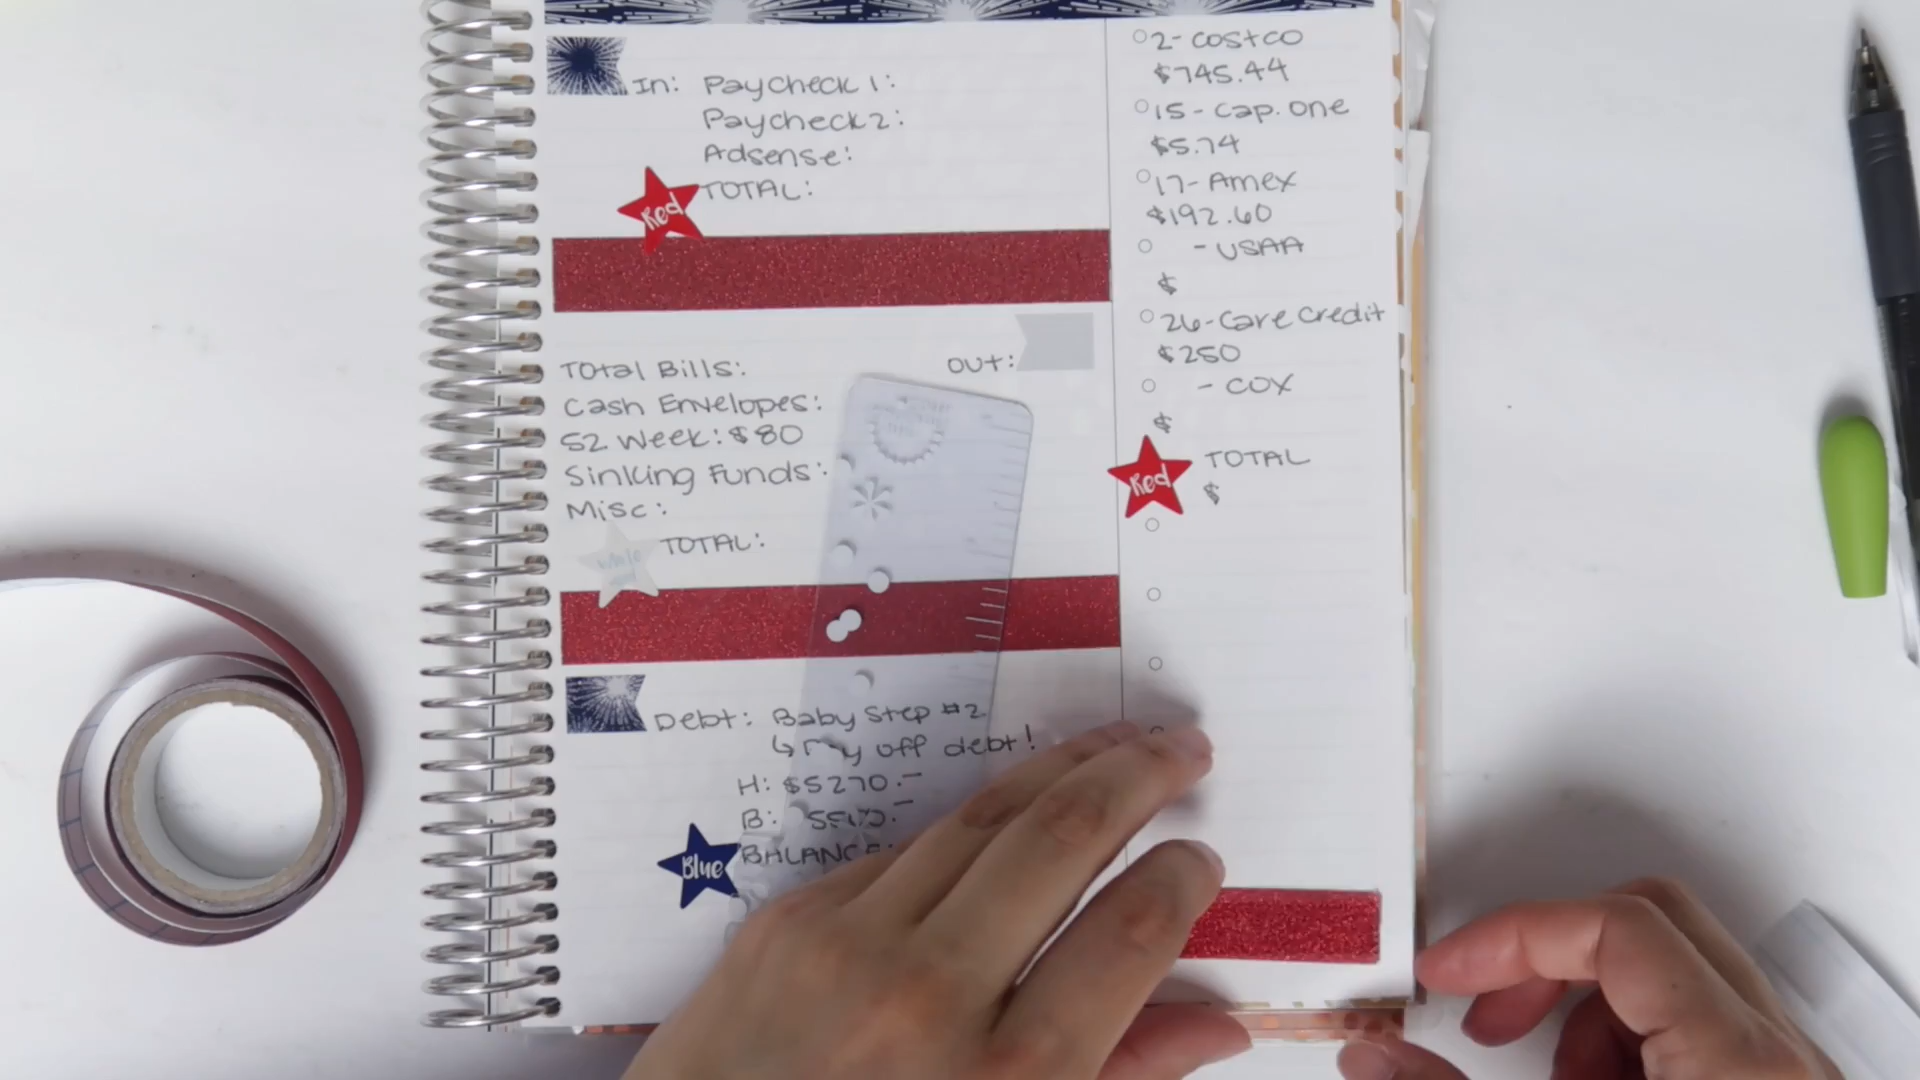 In: Paycheck 1:
Paycheck 2:
Adsense:
Red TOTAL:
Total Bills:
out:
Cash Envelopes:
52 Week: $80
Sinking Funds:
Misc:
White TOTAL:
Debt: Baby Step #2
↳ off debt!
H: $5270.-
B:
Blue BALANCE:
2- Costco
$745.44
15- Cap. One
$5.74
17- Amex
$192.60
- USAA
$
26- Care Credit
$250
- COX
$
Red TOTAL
$